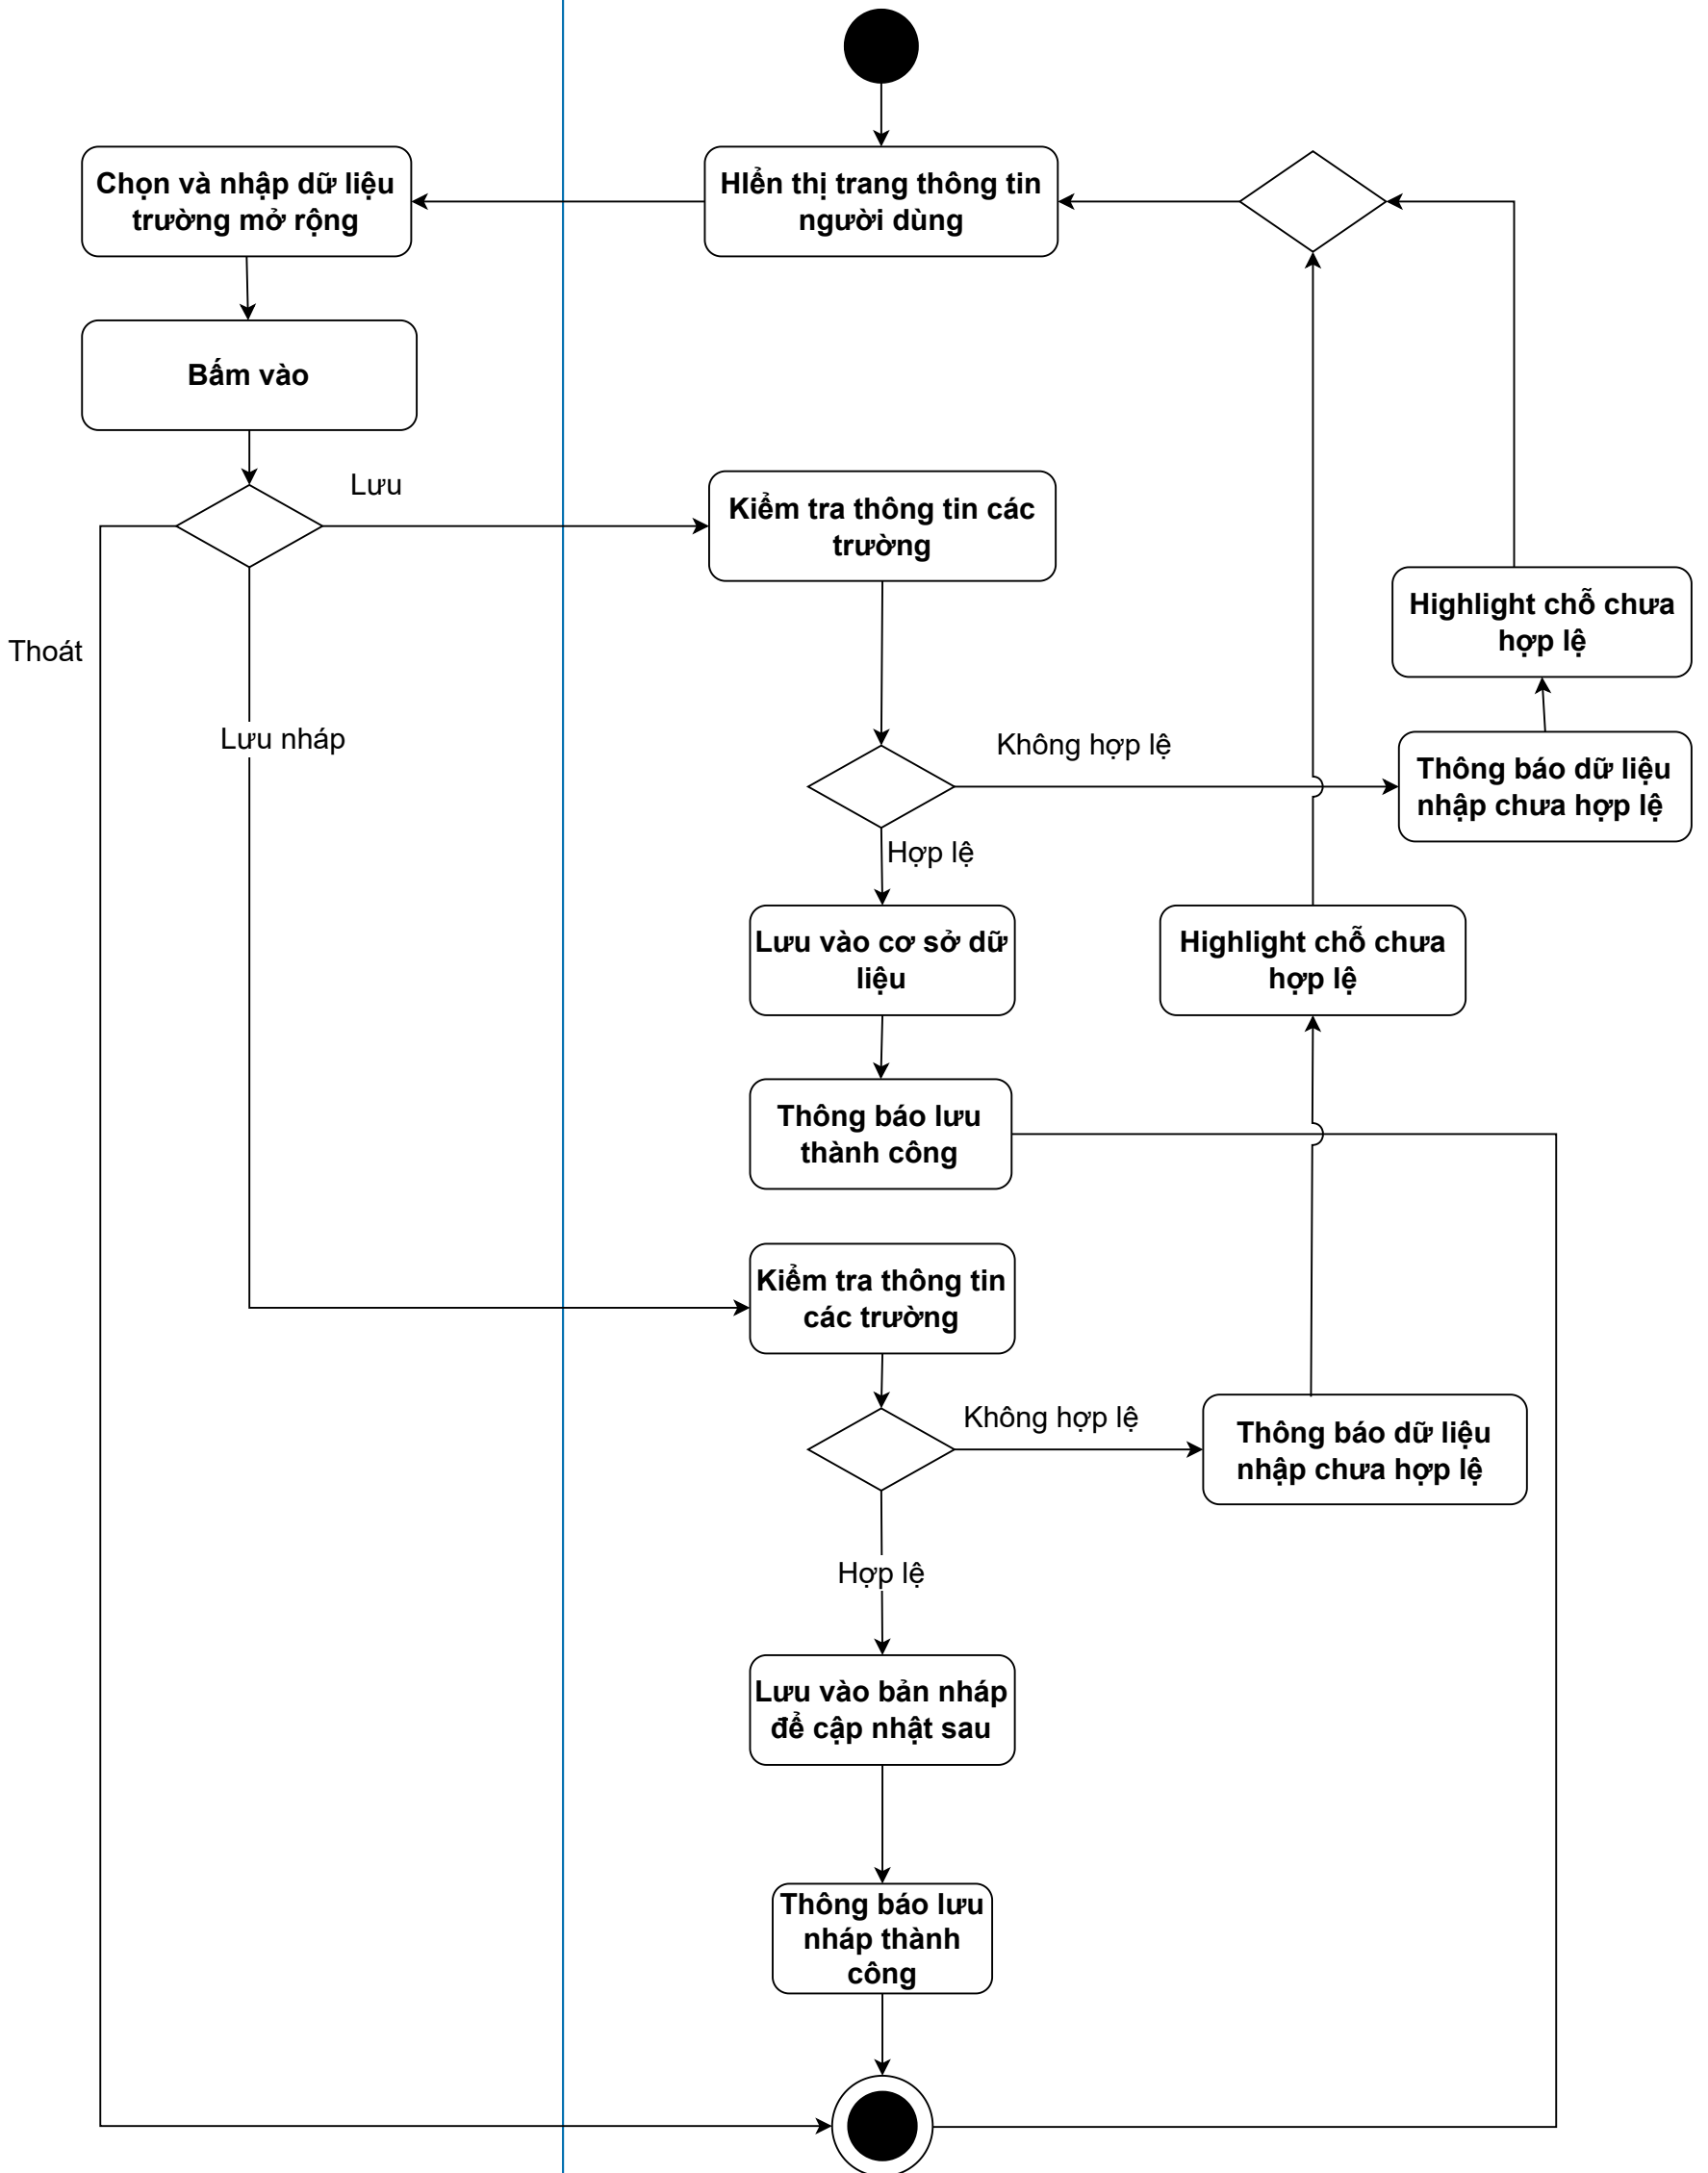 Chọn và nhập dữ liệu
trường mở rộng
HIển thị trang thông tin
người dùng
Bấm vào
Lưu
Kiểm tra thông tin các
trường
Highlight chỗ chưa
hợp lệ
Thoát
Lưu nháp
Không hợp lệ
Thông báo dữ liệu
nhập chưa hợp lệ
Hợp lệ
Lưu vào cơ sở dữ
liệu
Highlight chỗ chưa
hợp lệ
Thông báo lưu
thành công
Kiểm tra thông tin
các trường
Không hợp lệ
Thông báo dữ liệu
nhập chưa hợp lệ
Hợp lệ
Lưu vào bản nháp
để cập nhật sau
Thông báo lưu
nháp thành
công